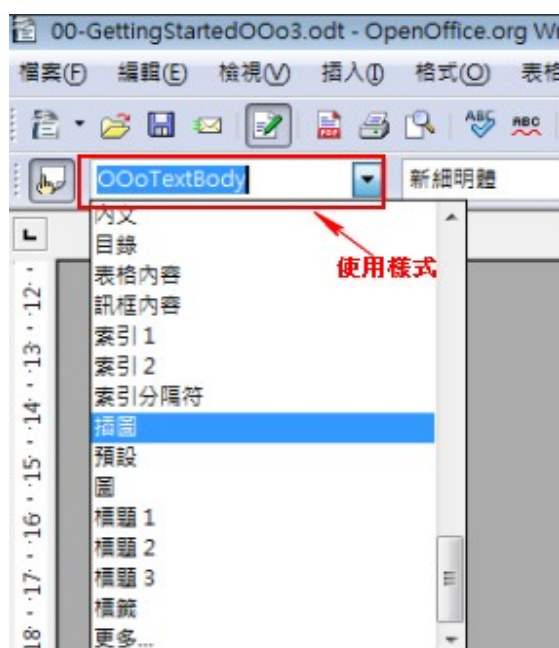 00-GettingStartedOOo3.odt - OpenOffice.org Wr
檔案(F) 編輯(E) 檢視(V) 插入(I) 格式(O) 表格
OOoTextBody 新細明體
內文
目錄
使用樣式
表格內容
訊框內容
索引 1
索引 2
索引分隔符
插圖
預設
圖
標題 1
標題 2
標題 3
標籤
更多...
12
13
14
15
16
17
18
PDF
ABC
ABC